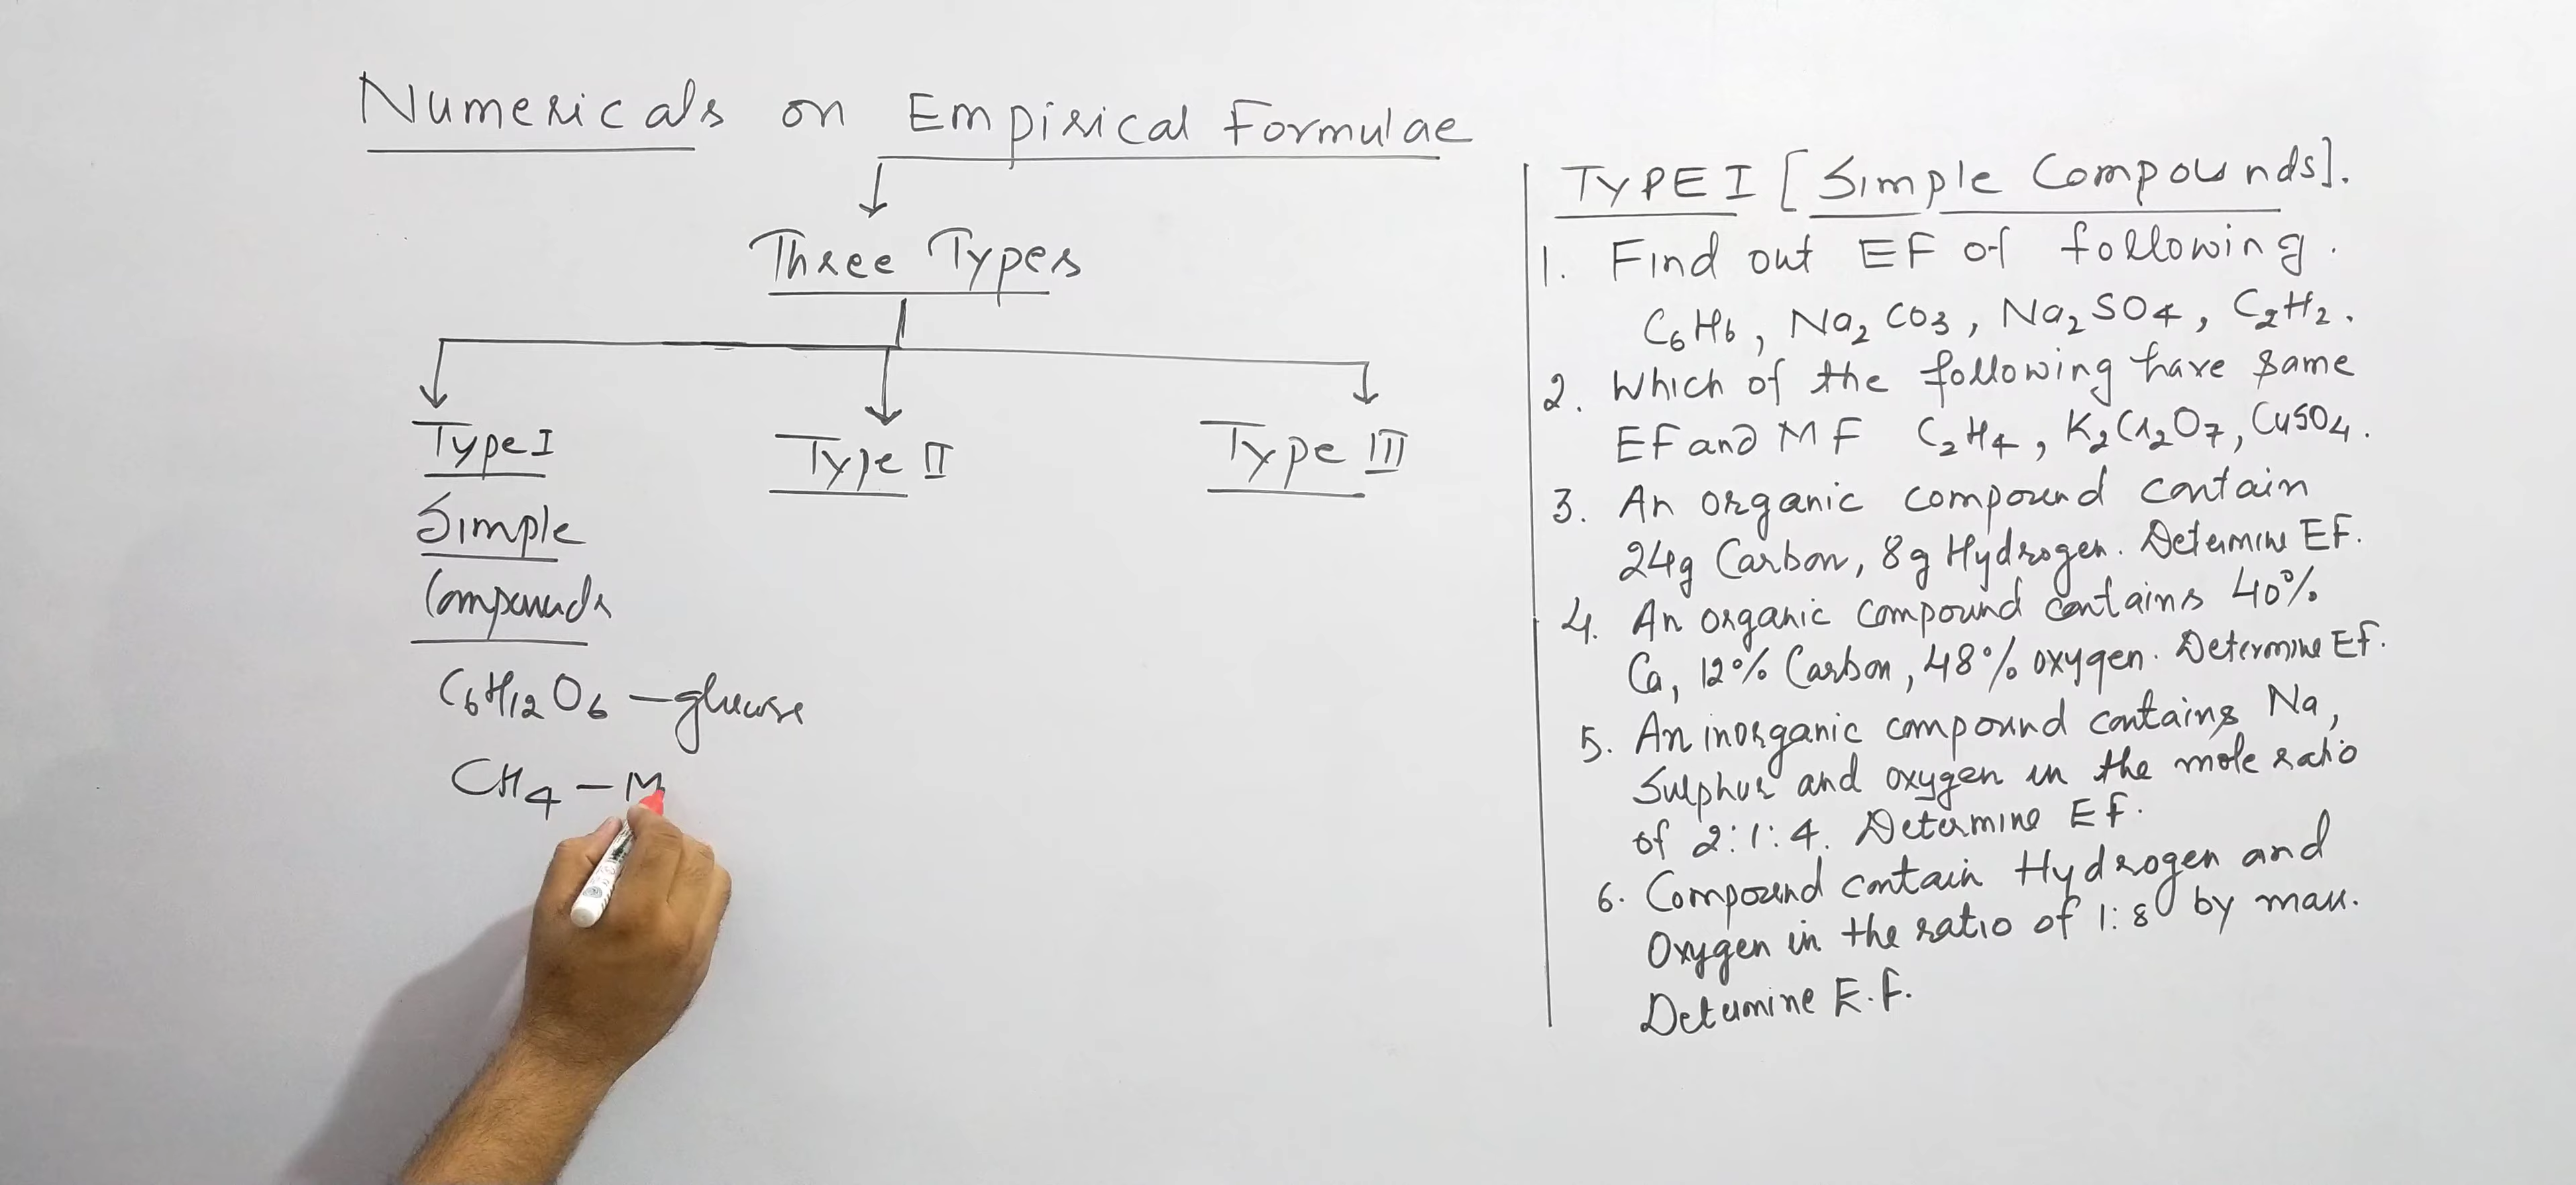 Numericals on Empirical Formulae
Three Types
Type I
Type II
Type III
Simple
Compounds
C6H12O6 – glucose
CH4 – M
TYPE I [Simple Compounds].
1. Find out EF of following.
C6H6, Na2CO3, Na2SO4, C2H2.
2. Which of the following have same
EF and MF C2H4, K2Cr2O7, CuSO4.
3. An organic compound contain
24g Carbon, 8g Hydrogen. Determine EF.
4. An organic compound contains 40%
Ca, 12% Carbon, 48% oxygen. Determine EF.
5. An inorganic compound contains Na,
Sulphur and oxygen in the mole ratio
of 2:1:4. Determine EF.
6. Compound contain Hydrogen and
Oxygen in the ratio of 1:8 by mass.
Determine E.F.